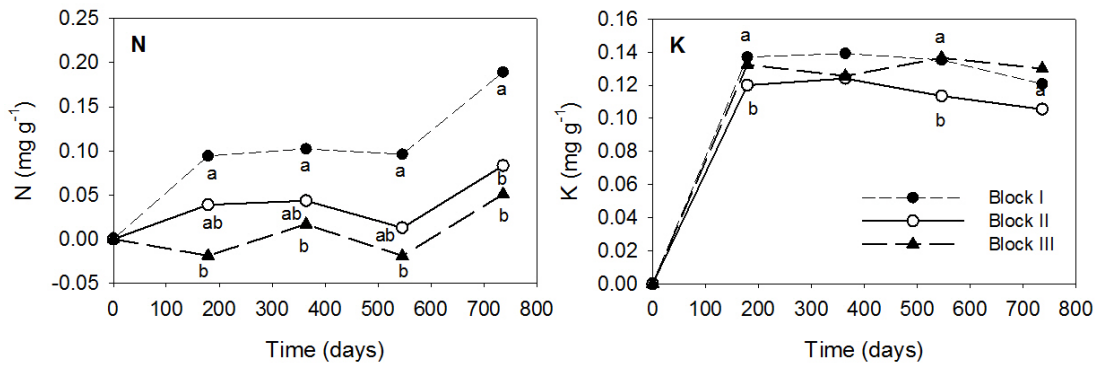 N
N (mg g-1)
0.25
0.20
0.15
0.10
0.05
0.00
-0.05
a
a
a
a
ab
ab
ab
b
b
b
b
b
0 100 200 300 400 500 600 700 800
Time (days)
K
K (mg g-1)
0.16
0.14
0.12
0.10
0.08
0.06
0.04
0.02
0.00
a
a
a
b
b
Block I
Block II
Block III
0 100 200 300 400 500 600 700 800
Time (days)